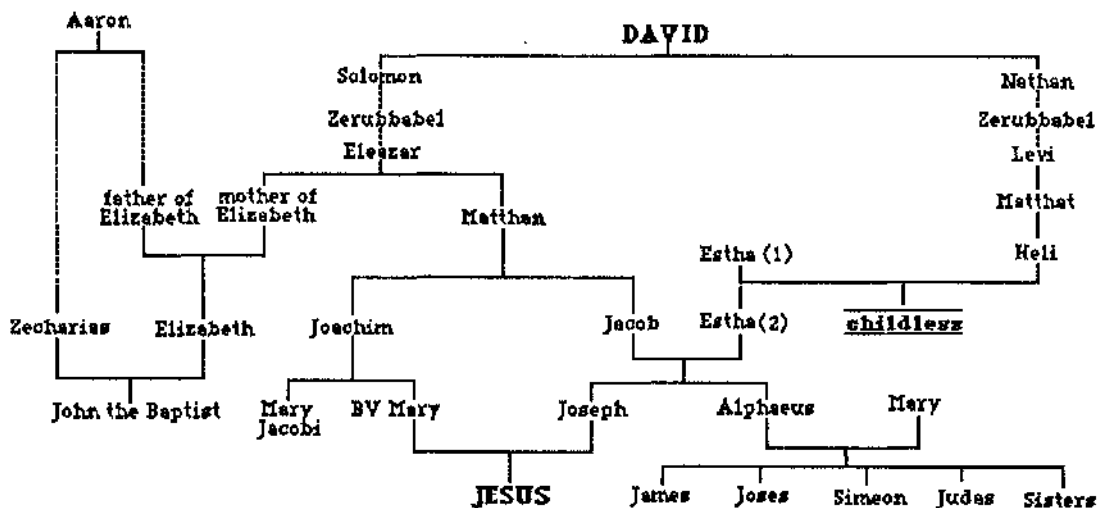 Aaron
DAVID
Solomon
Nathan
Zerubbabel
Zerubbabel
Eleazar
Levi
father of
Elizabeth
mother of
Elizabeth
Matthan
Matthat
Estha (1)
Heli
Zecharias
Elizabeth
Joachim
Jacob
Estha (2)
childless
John the Baptist
Mary
Jacobi
BV Mary
Joseph
Alphaeus
Mary
JESUS
James
Joses
Simeon
Judas
Sisters